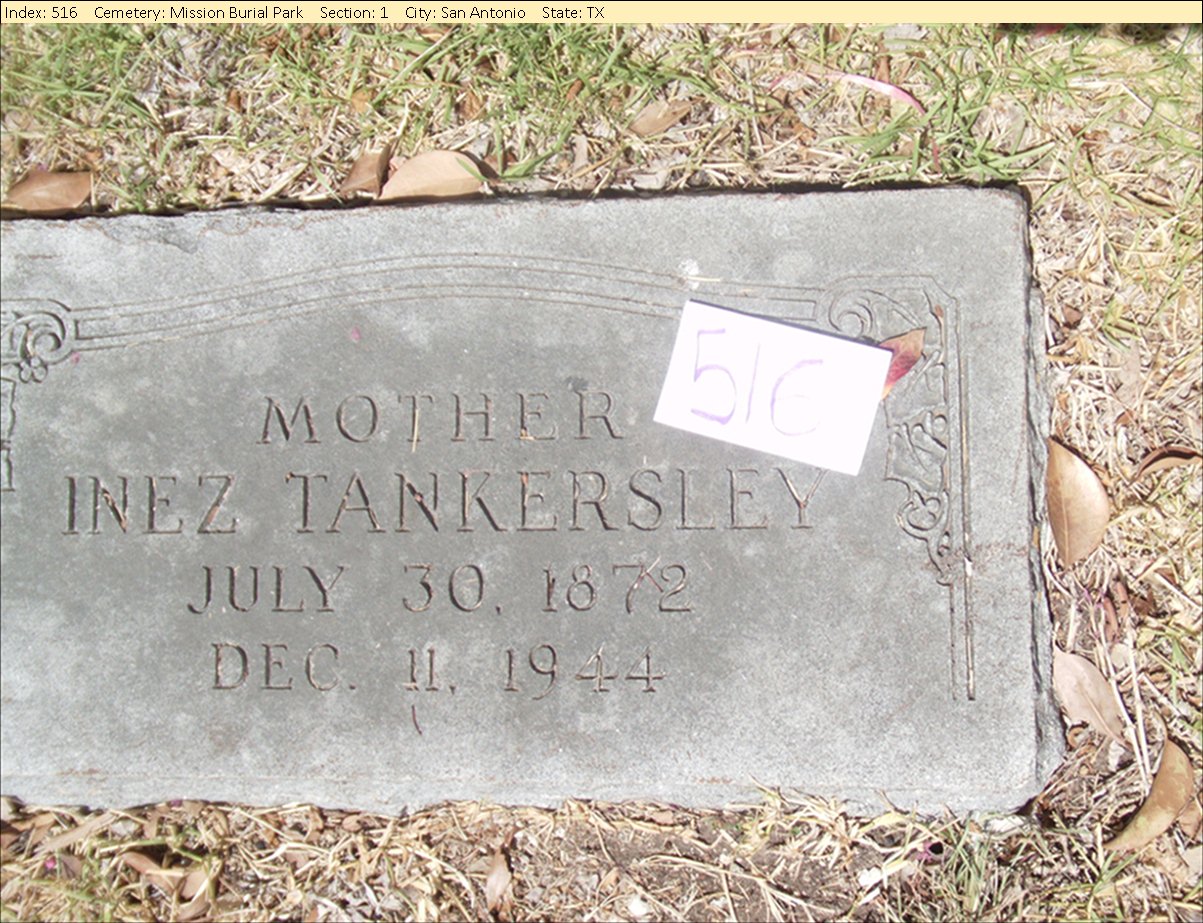 Index: 516 Cemetery: Mission Burial Park Section: 1 City: San Antonio State: TX
516
MOTHER
INEZ TANKERSLEY
JULY 30, 1872
DEC. 11, 1944